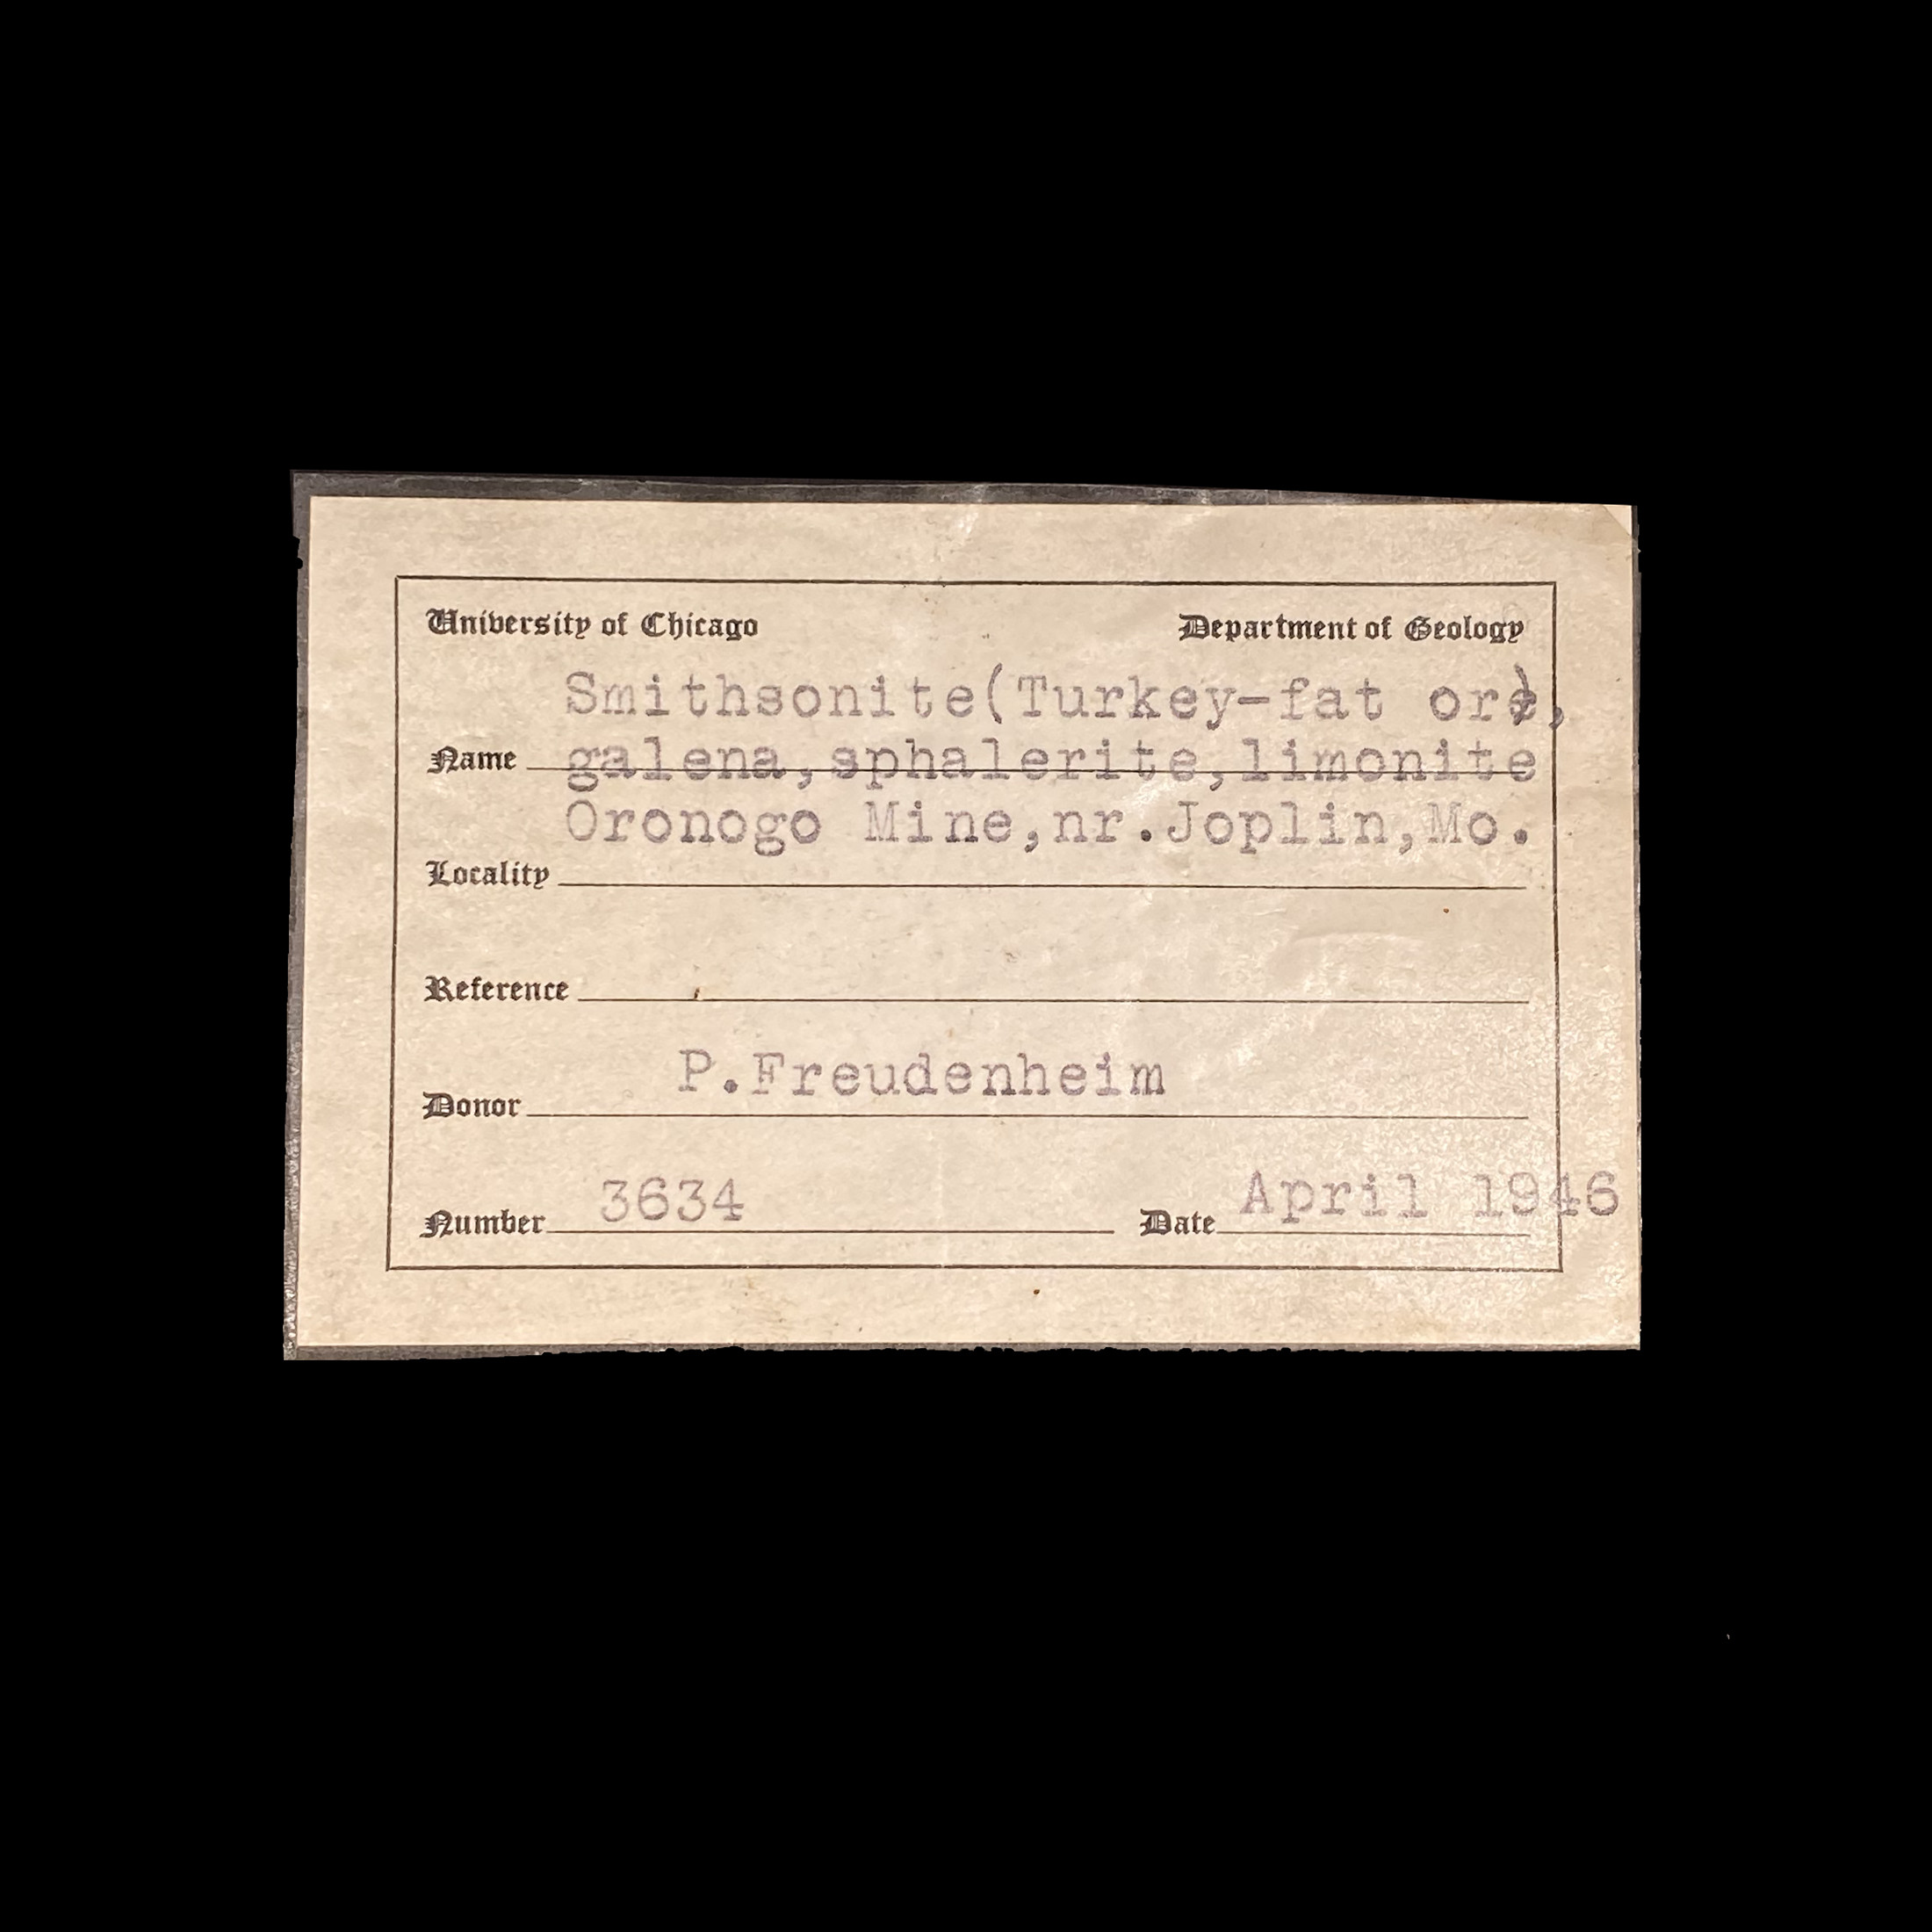 University of Chicago Department of Geology
Smithsonite(Turkey-fat ore),
Name galena,sphalerite,limonite
Oronogo Mine,nr.Joplin,Mo.
Locality
Reference
P.Freudenheim
Donor
3634 April 1946
Number Date